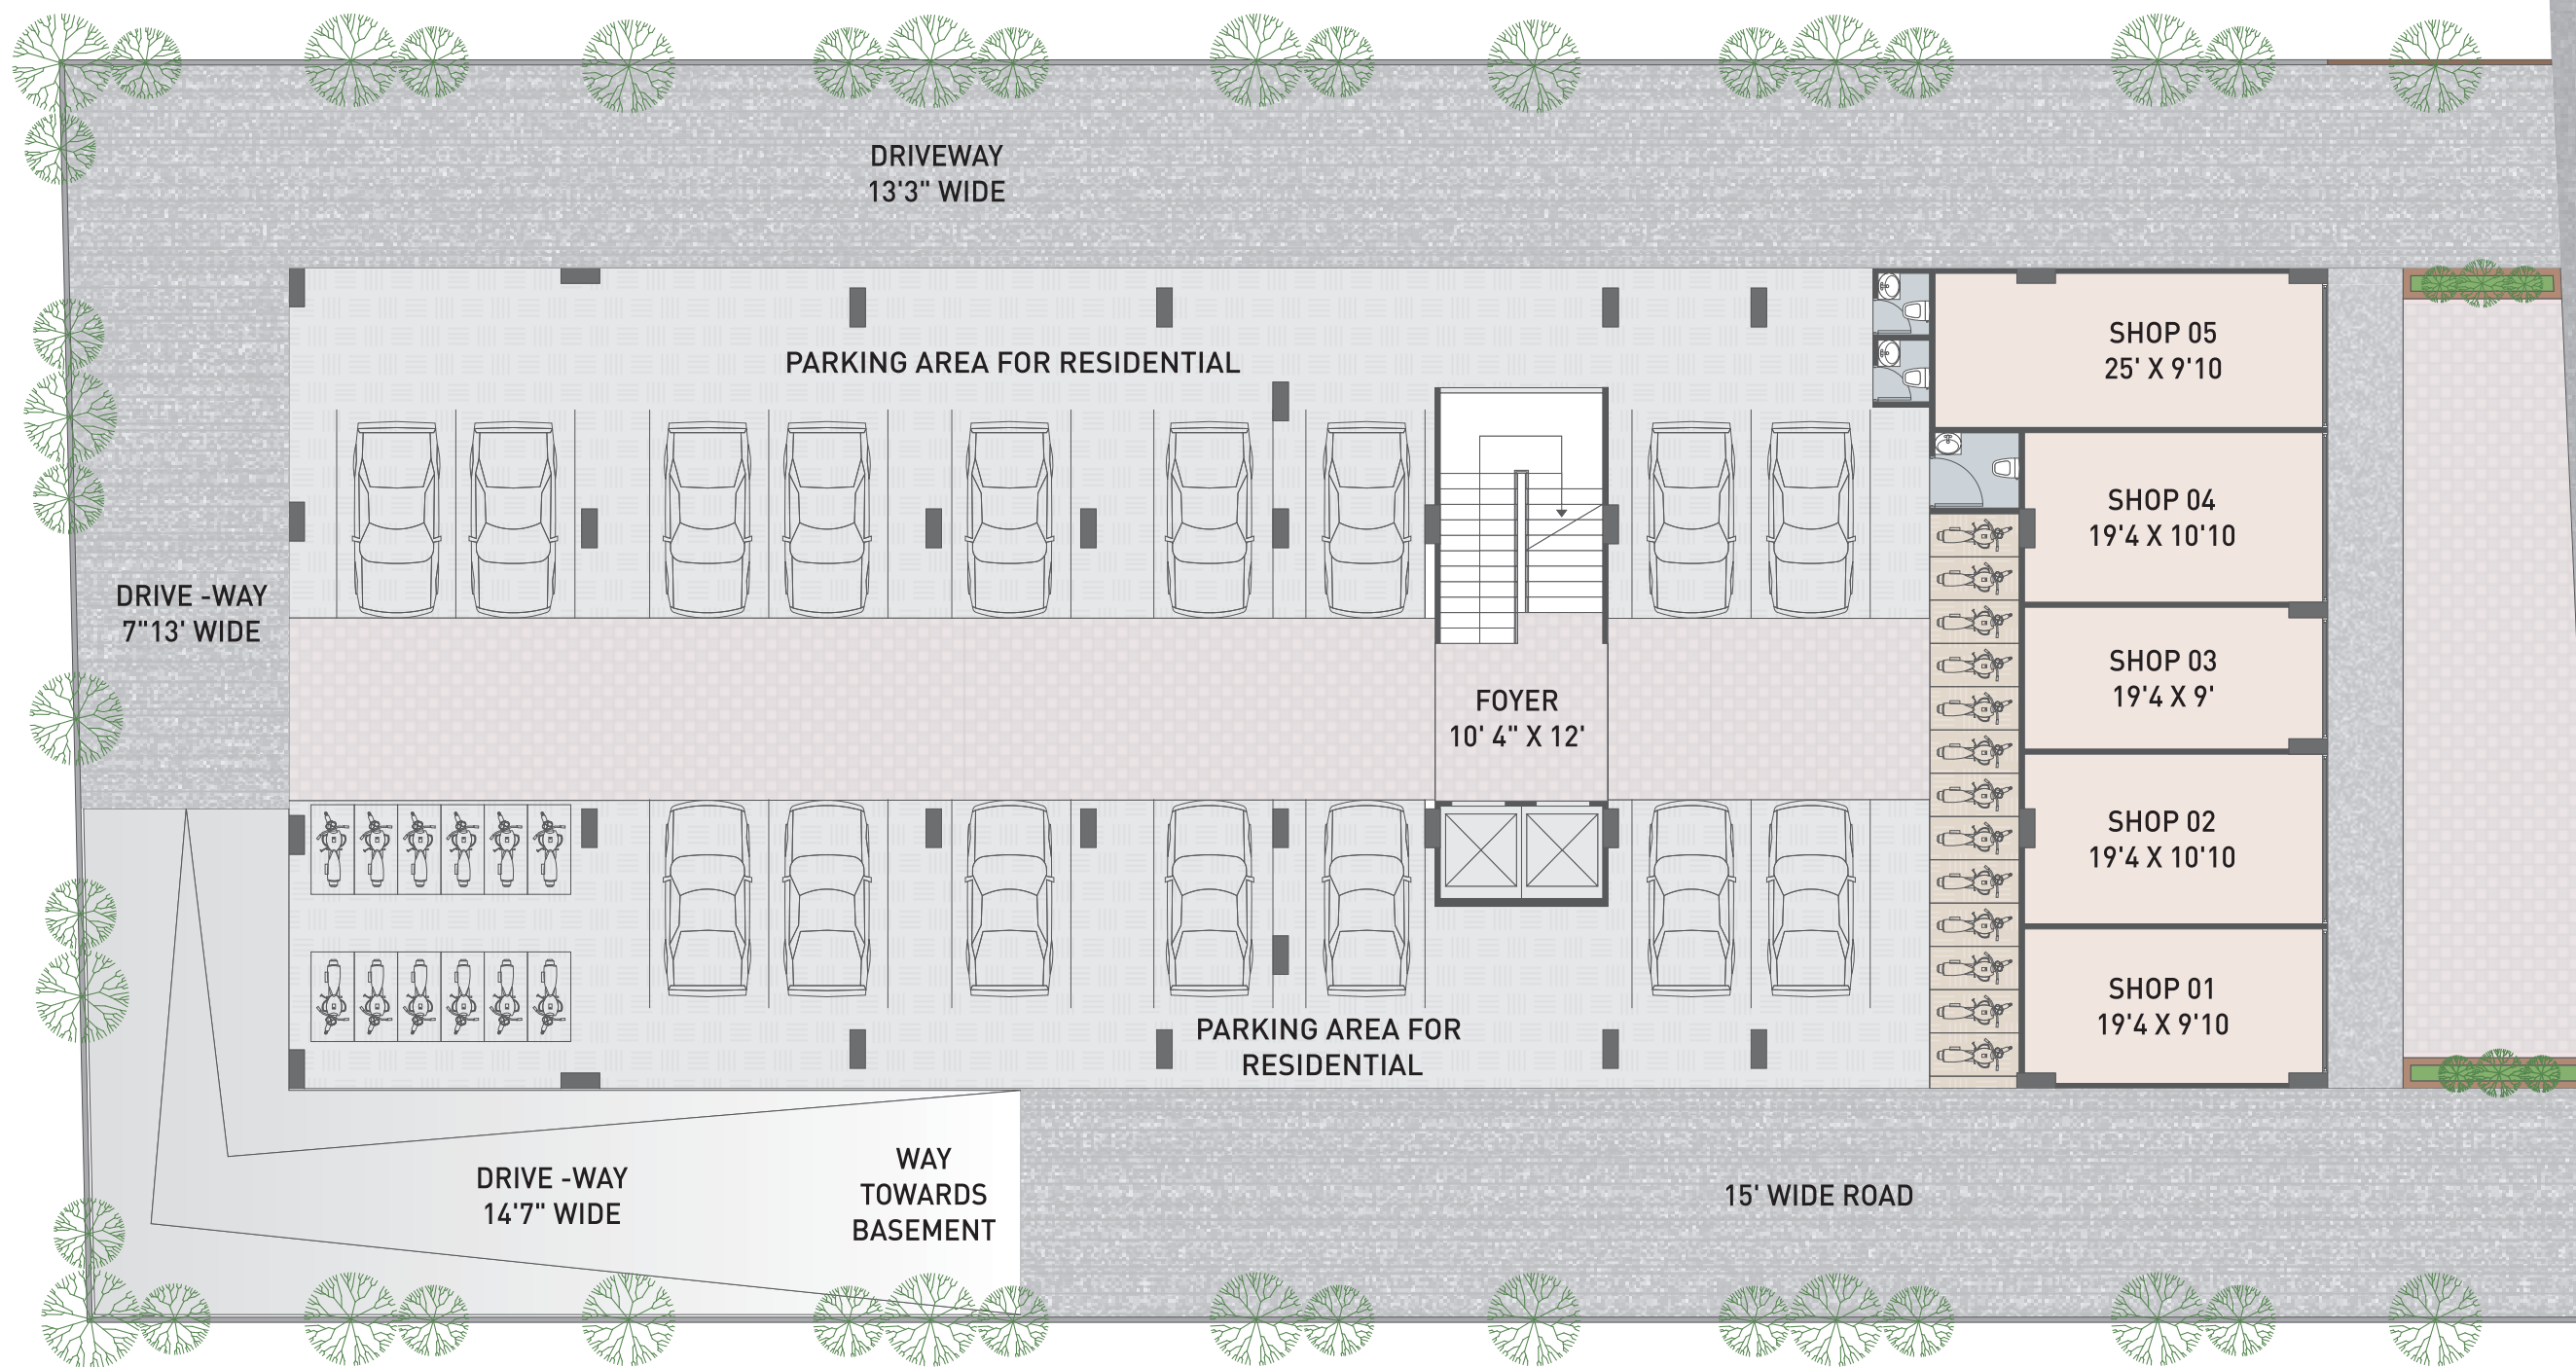 DRIVEWAY
13'3" WIDE
PARKING AREA FOR RESIDENTIAL
SHOP 05
25' X 9'10
SHOP 04
19'4 X 10'10
DRIVE -WAY
7"13' WIDE
SHOP 03
19'4 X 9'
FOYER
10' 4" X 12'
SHOP 02
19'4 X 10'10
SHOP 01
19'4 X 9'10
PARKING AREA FOR
RESIDENTIAL
DRIVE -WAY
14'7" WIDE
WAY
TOWARDS
BASEMENT
15' WIDE ROAD